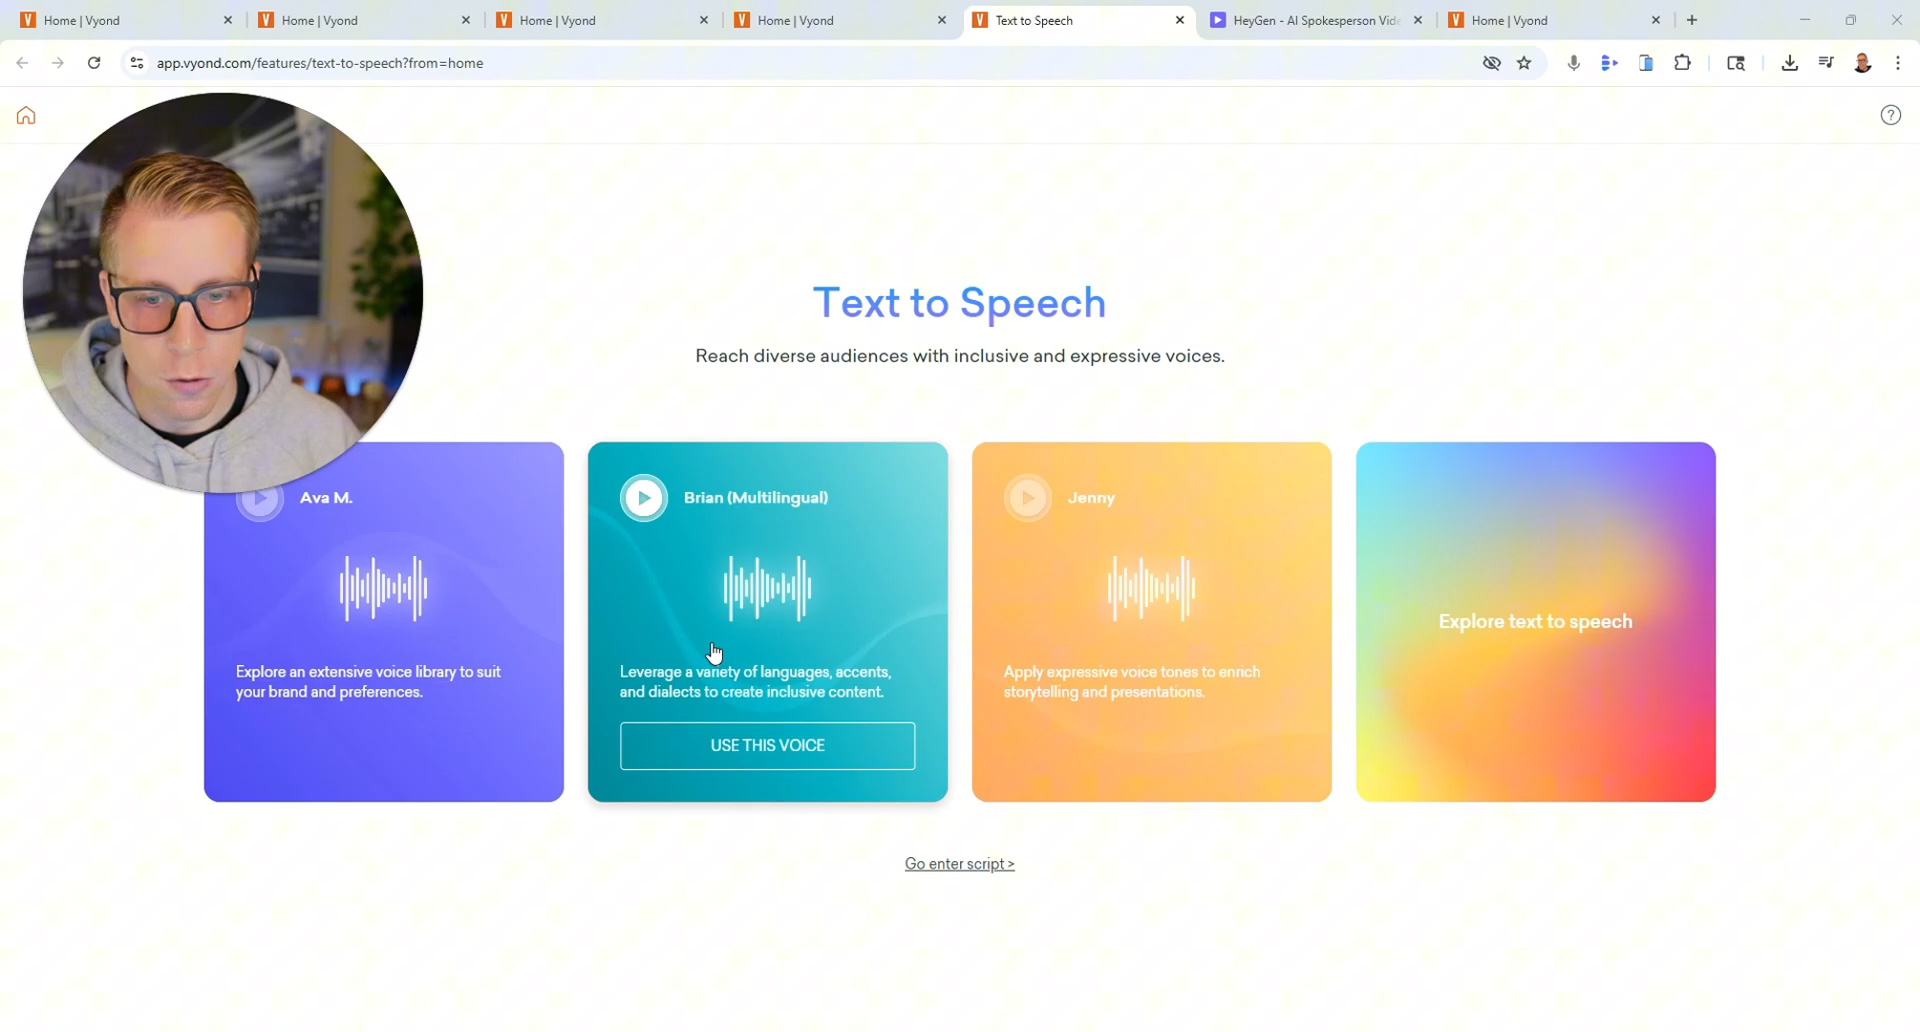 Home | Vyond
Home | Vyond
Home | Vyond
Home | Vyond
Text to Speech
HeyGen - AI Spokesperson Vide
Home | Vyond
app.vyond.com/features/text-to-speech?from=home
Text to Speech
Reach diverse audiences with inclusive and expressive voices.
Ava M.
Explore an extensive voice library to suit
your brand and preferences.
Brian (Multilingual)
Leverage a variety of languages, accents,
and dialects to create inclusive content.
USE THIS VOICE
Jenny
Apply expressive voice tones to enrich
storytelling and presentations.
Explore text to speech
Go enter script >